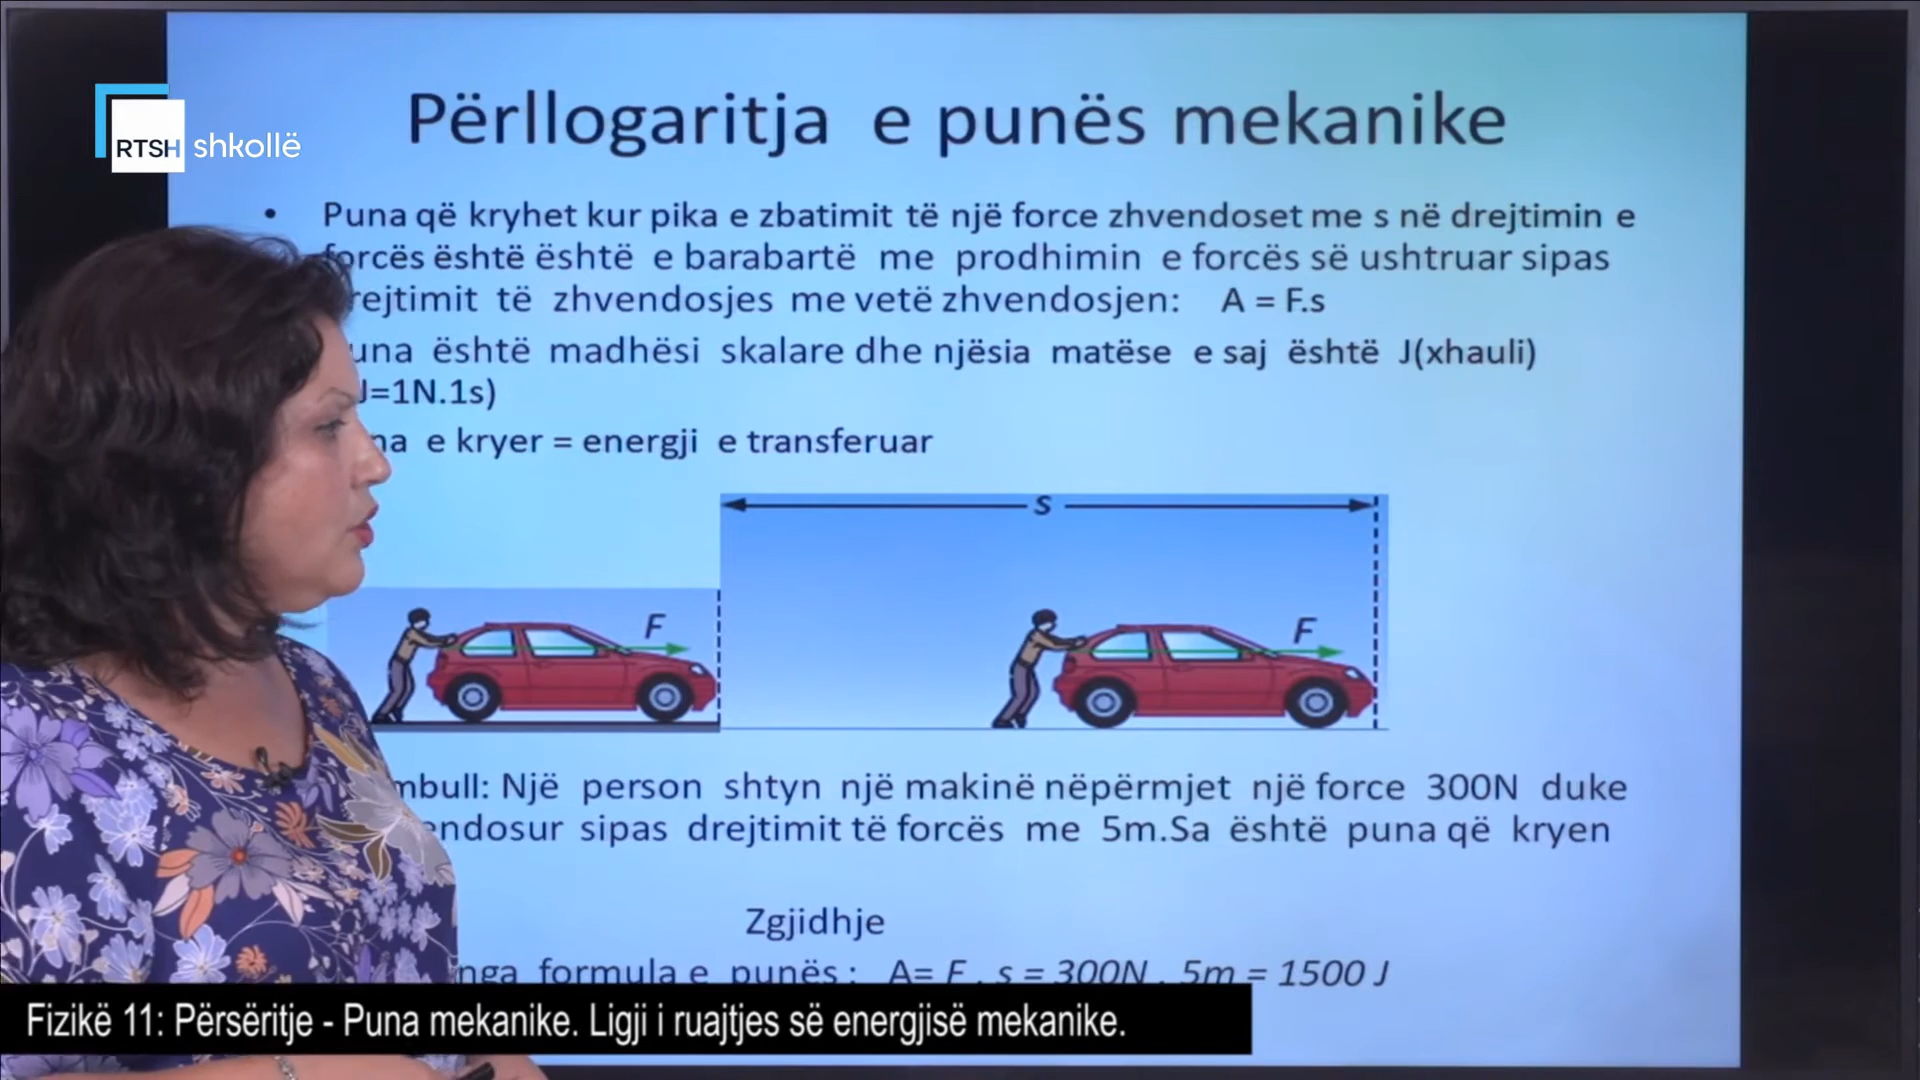 RTSH shkollë
Përllogaritja e punës mekanike
• Puna që kryhet kur pika e zbatimit të një force zhvendoset me s në drejtimin e
forcës është është e barabartë me prodhimin e forcës së ushtruar sipas
rejtimit të zhvendosjes me vetë zhvendosjen: A = F.s
una është madhësi skalare dhe njësia matëse e saj është J(xhauli)
J=1N.1s)
na e kryer = energji e transferuar
s
F
F
mbull: Një person shtyn një makinë nëpërmjet një force 300N duke
endosur sipas drejtimit të forcës me 5m.Sa është puna që kryen
Zgjidhje
nga formula e punës : A= F . s = 300N . 5m = 1500 J
Fizikë 11: Përsëritje - Puna mekanike. Ligji i ruajtjes së energjisë mekanike.